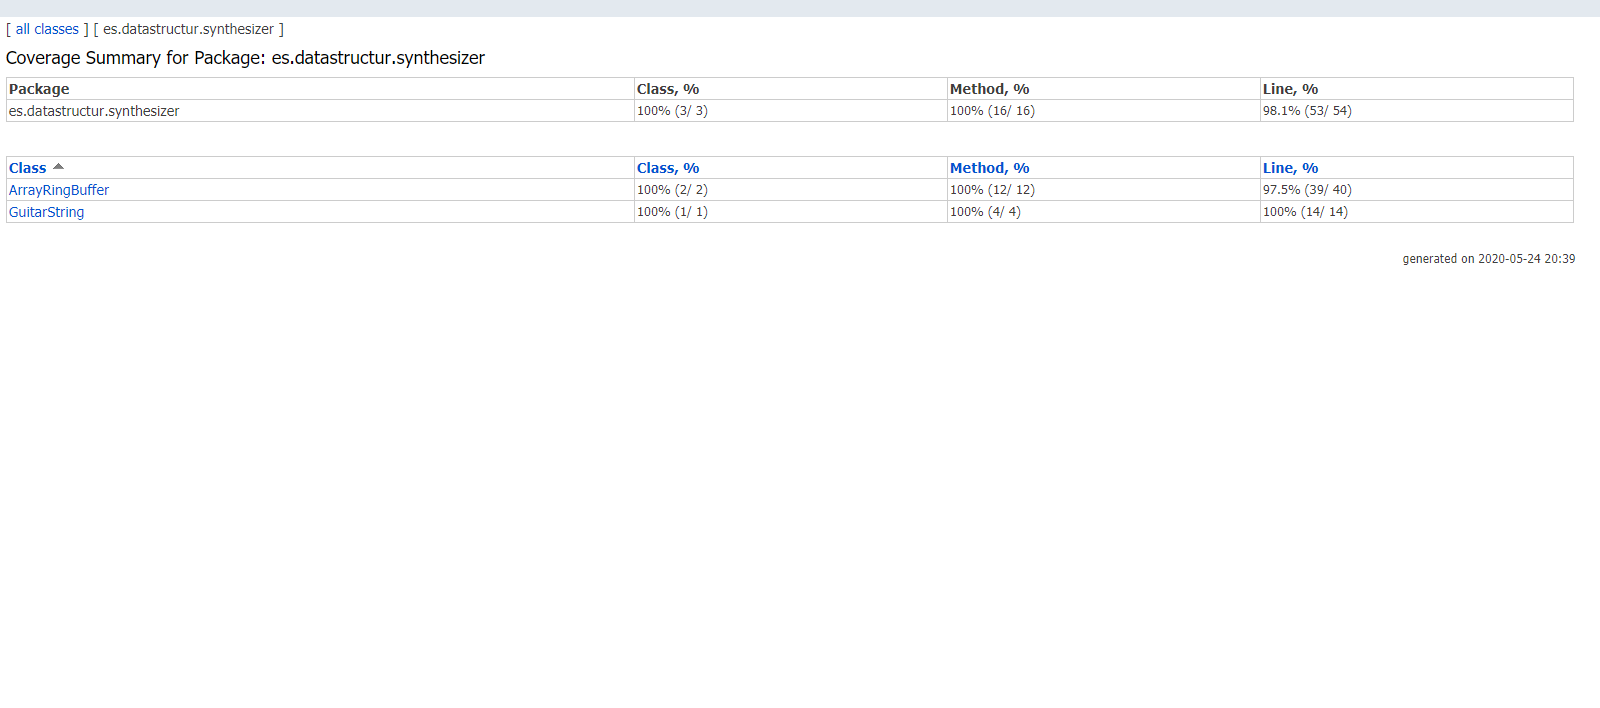 [ all classes ] [ es.datastructur.synthesizer ]
Coverage Summary for Package: es.datastructur.synthesizer
Package Class, % Method, % Line, %
es.datastructur.synthesizer 100% (3/ 3) 100% (16/ 16) 98.1% (53/ 54)
Class Class, % Method, % Line, %
ArrayRingBuffer 100% (2/ 2) 100% (12/ 12) 97.5% (39/ 40)
GuitarString 100% (1/ 1) 100% (4/ 4) 100% (14/ 14)
generated on 2020-05-24 20:39